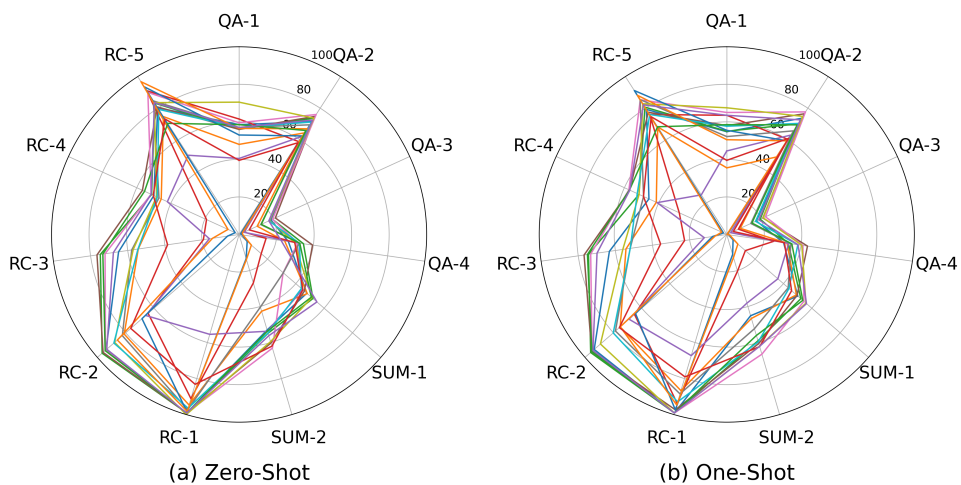 QA-1
QA-2
QA-3
QA-4
SUM-1
SUM-2
RC-1
RC-2
RC-3
RC-4
RC-5
20
40
60
80
100
(a) Zero-Shot
QA-1
QA-2
QA-3
QA-4
SUM-1
SUM-2
RC-1
RC-2
RC-3
RC-4
RC-5
20
40
60
80
100
(b) One-Shot